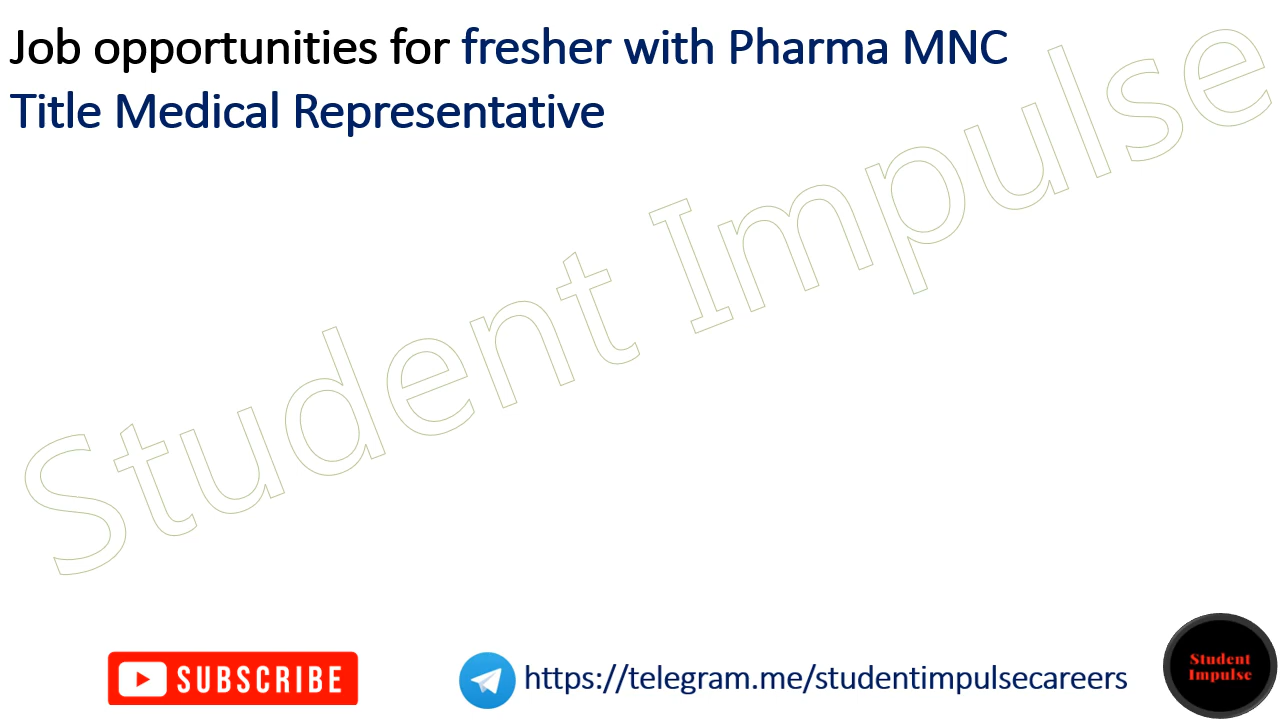 Job opportunities for fresher with Pharma MNC
Title Medical Representative
Student Impulse
SUBSCRIBE
https://telegram.me/studentimpulsecareers
Student
Impulse